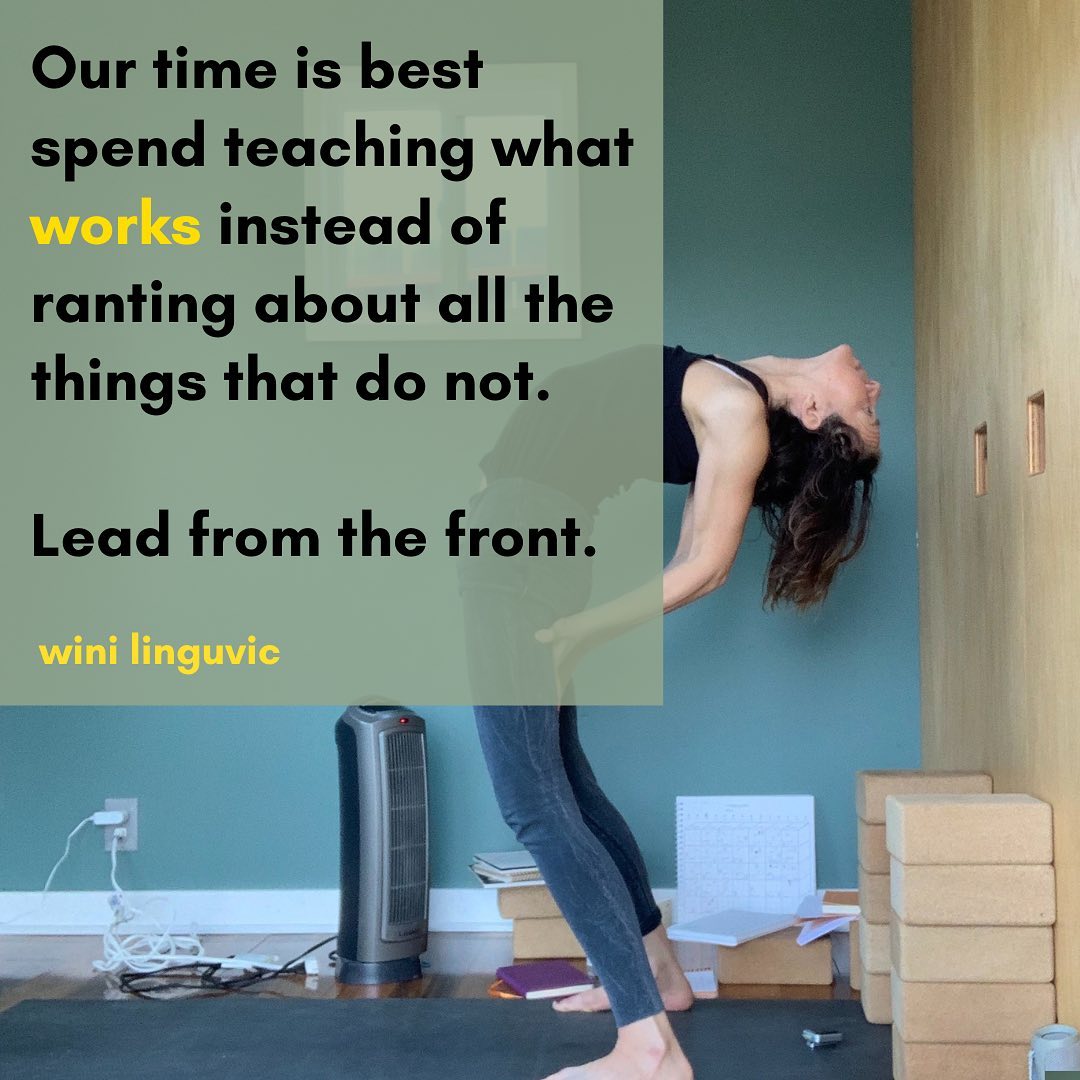 Our time is best
spend teaching what
works instead of
ranting about all the
things that do not.
Lead from the front.
wini linguvic